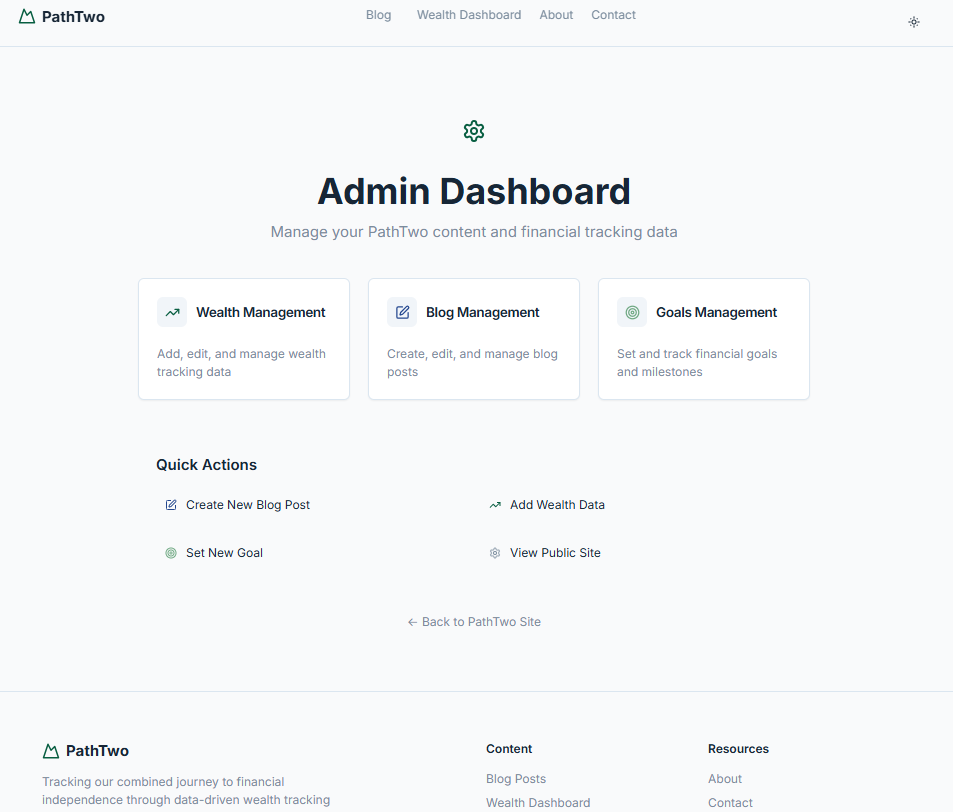 PathTwo
Blog Wealth Dashboard About Contact
Admin Dashboard
Manage your PathTwo content and financial tracking data
Wealth Management
Add, edit, and manage wealth
tracking data
Blog Management
Create, edit, and manage blog
posts
Goals Management
Set and track financial goals
and milestones
Quick Actions
Create New Blog Post
Add Wealth Data
Set New Goal
View Public Site
← Back to PathTwo Site
PathTwo
Tracking our combined journey to financial
independence through data-driven wealth tracking
Content
Blog Posts
Wealth Dashboard
Resources
About
Contact